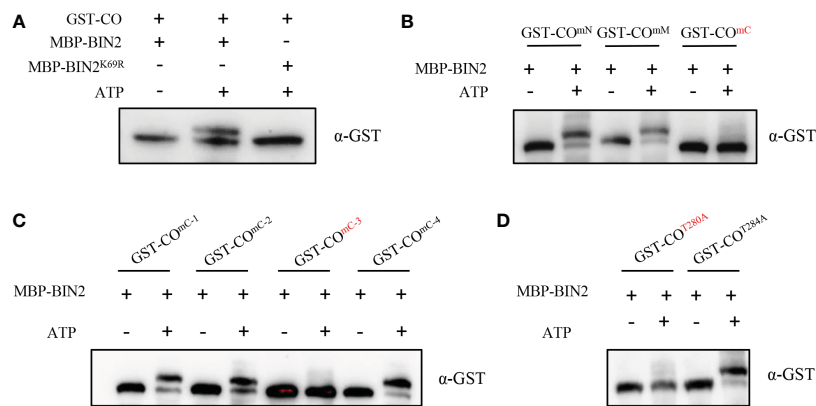 A
GST-CO + + +
MBP-BIN2 + + -
MBP-BIN2K69R - - +
ATP - + +
α-GST
B
GST-COmN GST-COmM GST-COmC
MBP-BIN2 + + + + + +
ATP - + - + - +
α-GST
C
GST-COmC-1 GST-COmC-2 GST-COmC-3 GST-COmC-4
MBP-BIN2 + + + + + + + +
ATP - + - + - + - +
α-GST
D
GST-COT280A GST-COT284A
MBP-BIN2 + + + +
ATP - + - +
α-GST